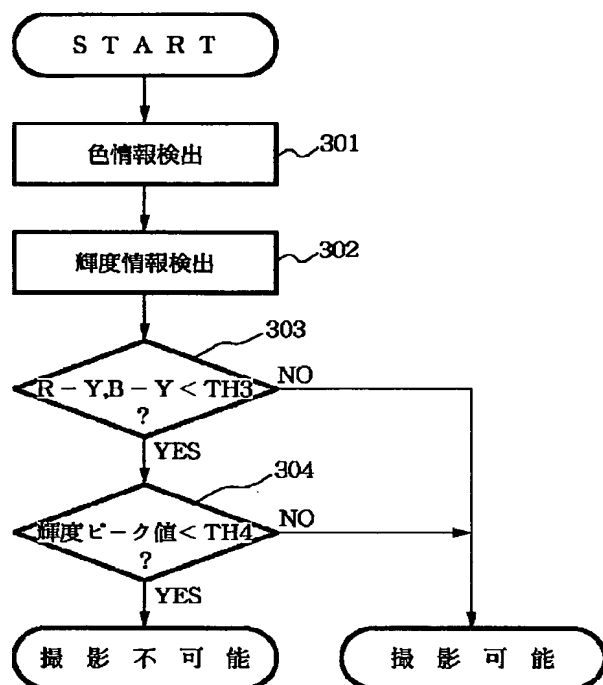 START
色情報検出
301
輝度情報検出
302
303
R-Y,B-Y<TH3
?
NO
YES
304
輝度ピーク値<TH4
?
NO
YES
撮影不可能
撮影可能